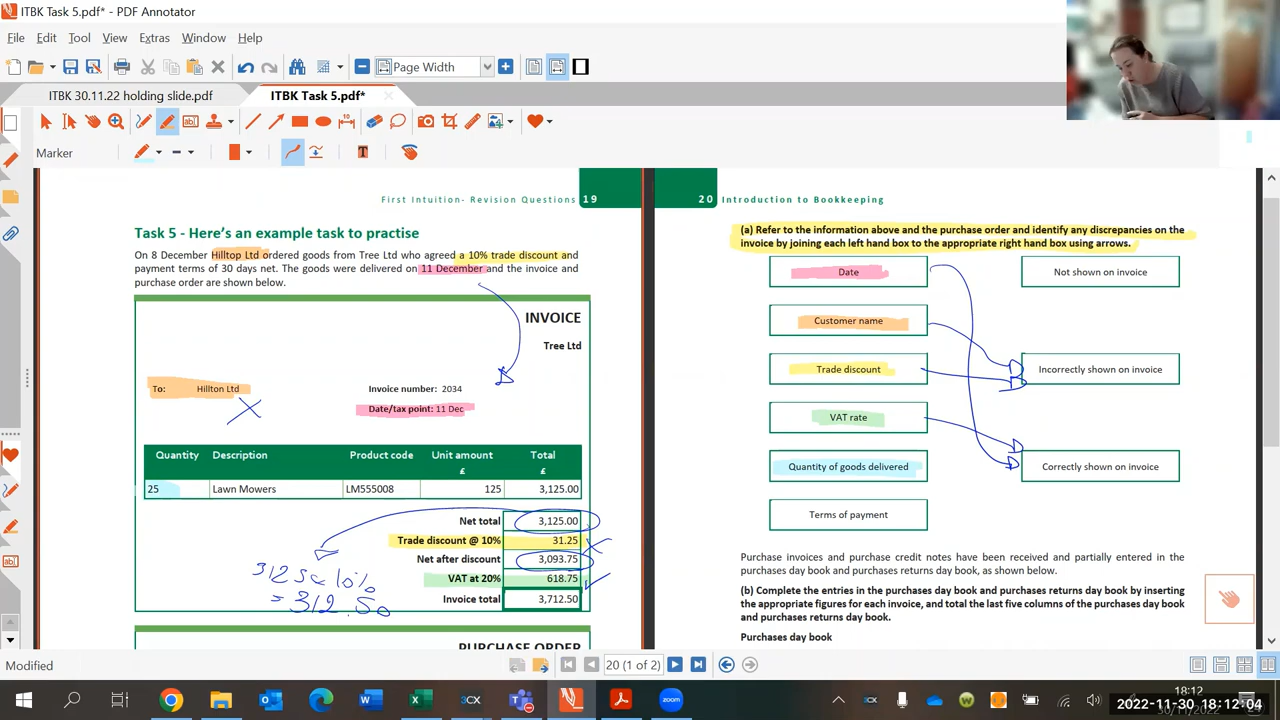 ITBK Task 5.pdf* - PDF Annotator
File Edit Tool View Extras Window Help
Page Width
ITBK 30.11.22 holding slide.pdf
ITBK Task 5.pdf*
Marker
First Intuition- Revision Questions 19
Task 5 - Here's an example task to practise
On 8 December Hilltop Ltd ordered goods from Tree Ltd who agreed a 10% trade discount and
payment terms of 30 days net. The goods were delivered on 11 December and the invoice and
purchase order are shown below.
INVOICE
Tree Ltd
To: Hillton Ltd
Invoice number: 2034
Date/tax point: 11 Dec
Quantity Description Product code Unit amount Total
£ £
25 Lawn Mowers LM555008 125 3,125.00
Net total 3,125.00
Trade discount @ 10% 31.25
Net after discount 3,093.75
VAT at 20% 618.75
Invoice total 3,712.50
3125 x 10%
= 312.50
PURCHASE ORDER
20 Introduction to Bookkeeping
(a) Refer to the information above and the purchase order and identify any discrepancies on the
invoice by joining each left hand box to the appropriate right hand box using arrows.
Date
Not shown on invoice
Customer name
Trade discount
Incorrectly shown on invoice
VAT rate
Quantity of goods delivered
Correctly shown on invoice
Terms of payment
Purchase invoices and purchase credit notes have been received and partially entered in the
purchases day book and purchases returns day book, as shown below.
(b) Complete the entries in the purchases day book and purchases returns day book by inserting
the appropriate figures for each invoice, and total the last five columns of the purchases day book
and purchases returns day book.
Purchases day book
Modified
20 (1 of 2)
18:12
2022-11-30 18:12:04